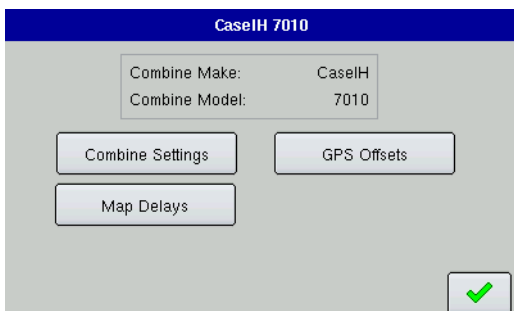 CaseIH 7010
Combine Make: CaseIH
Combine Model: 7010
Combine Settings GPS Offsets
Map Delays